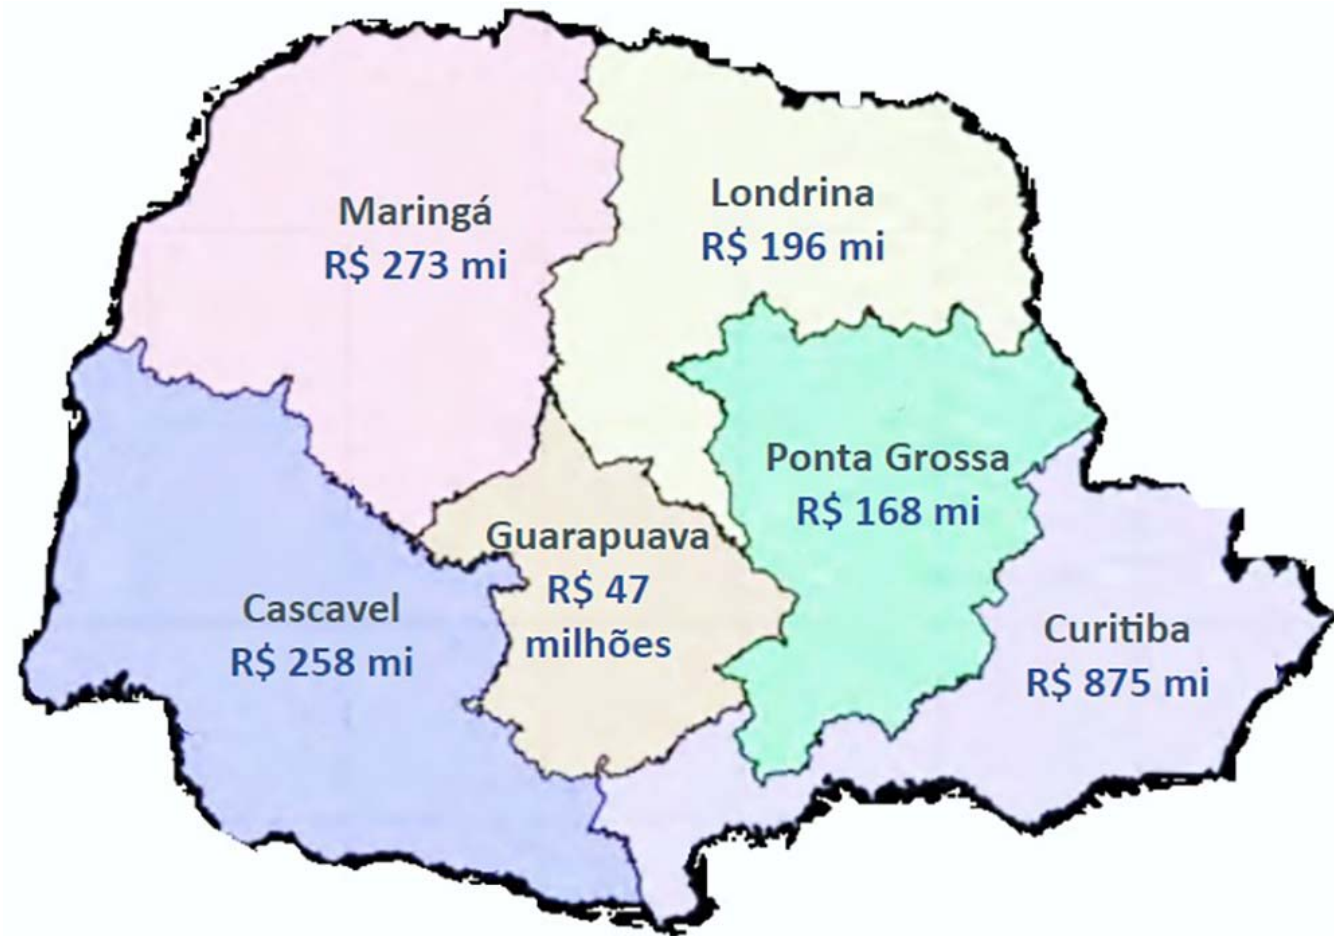 Londrina
R$ 196 mi
Maringá
R$ 273 mi
Ponta Grossa
R$ 168 mi
Guarapuava
R$ 47
milhões
Cascavel
R$ 258 mi
Curitiba
R$ 875 mi